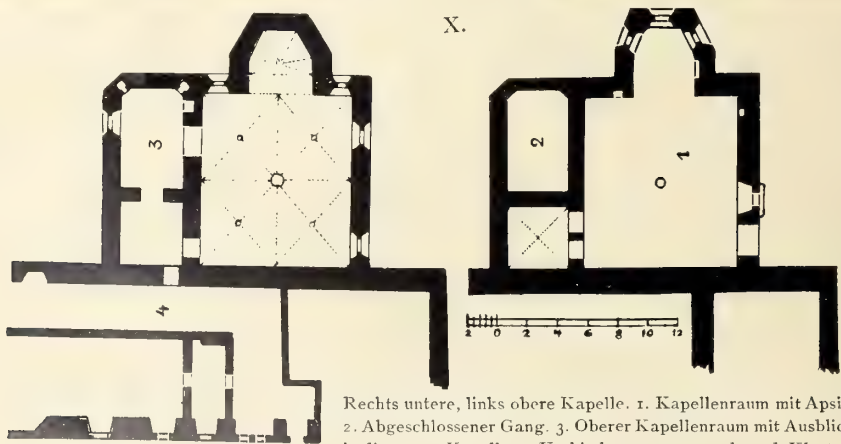 X.
3
2
1
4
2 0 2 4 6 8 10 12
Rechts untere, links obere Kapelle. 1. Kapellenraum mit Apsi
2. Abgeschlossener Gang. 3. Oberer Kapellenraum mit Ausblic